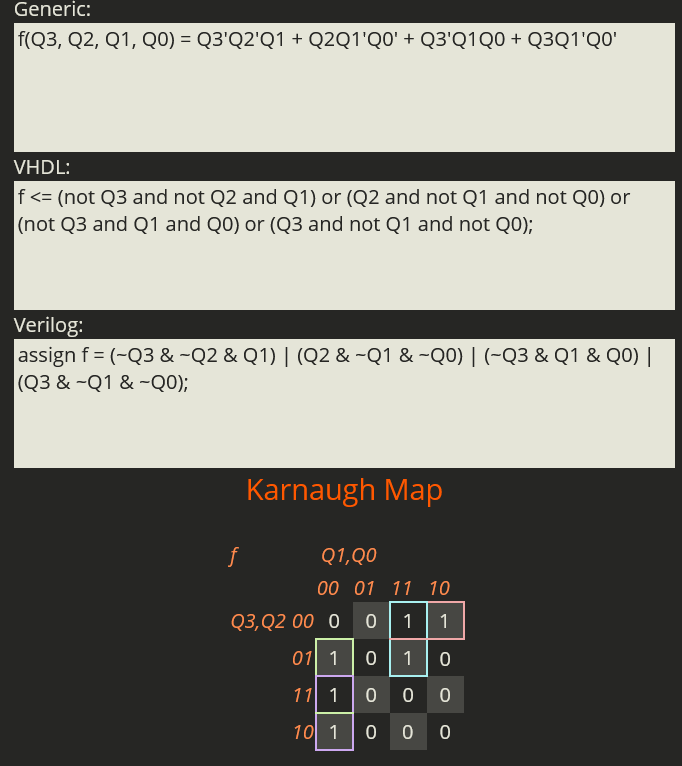 Generic:
f(Q3, Q2, Q1, Q0) = Q3'Q2'Q1 + Q2Q1'Q0' + Q3'Q1Q0 + Q3Q1'Q0'
VHDL:
f <= (not Q3 and not Q2 and Q1) or (Q2 and not Q1 and not Q0) or
(not Q3 and Q1 and Q0) or (Q3 and not Q1 and not Q0);
Verilog:
assign f = (~Q3 & ~Q2 & Q1) | (Q2 & ~Q1 & ~Q0) | (~Q3 & Q1 & Q0) |
(Q3 & ~Q1 & ~Q0);
Karnaugh Map
f Q1,Q0
00 01 11 10
Q3,Q2 00 0 0 1 1
01 1 0 1 0
11 1 0 0 0
10 1 0 0 0